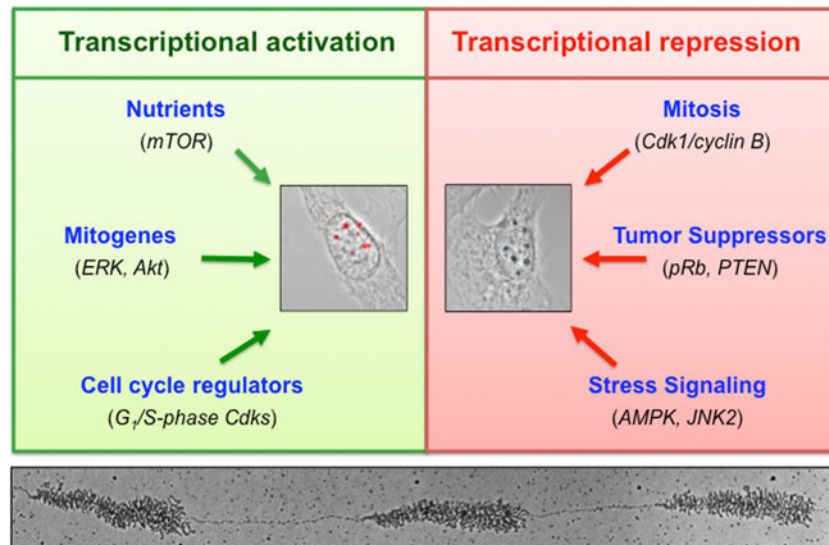 Transcriptional activation
Transcriptional repression
Nutrients
(mTOR)
Mitogenes
(ERK, Akt)
Cell cycle regulators
(G₁/S-phase Cdks)
Mitosis
(Cdk1/cyclin B)
Tumor Suppressors
(pRb, PTEN)
Stress Signaling
(AMPK, JNK2)